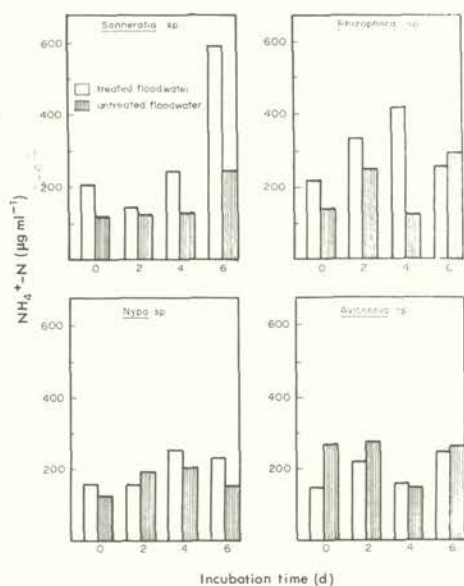 Sonneratia sp
Rhizophora sp
treated floodwater
untreated floodwater
600
400
200
0 2 4 6
600
400
200
0 2 4 6
NH₄⁺-N (µg ml⁻¹)
Nypa sp
Avicennia sp
600
400
200
0 2 4 6
600
400
200
0 2 4 6
Incubation time (d)